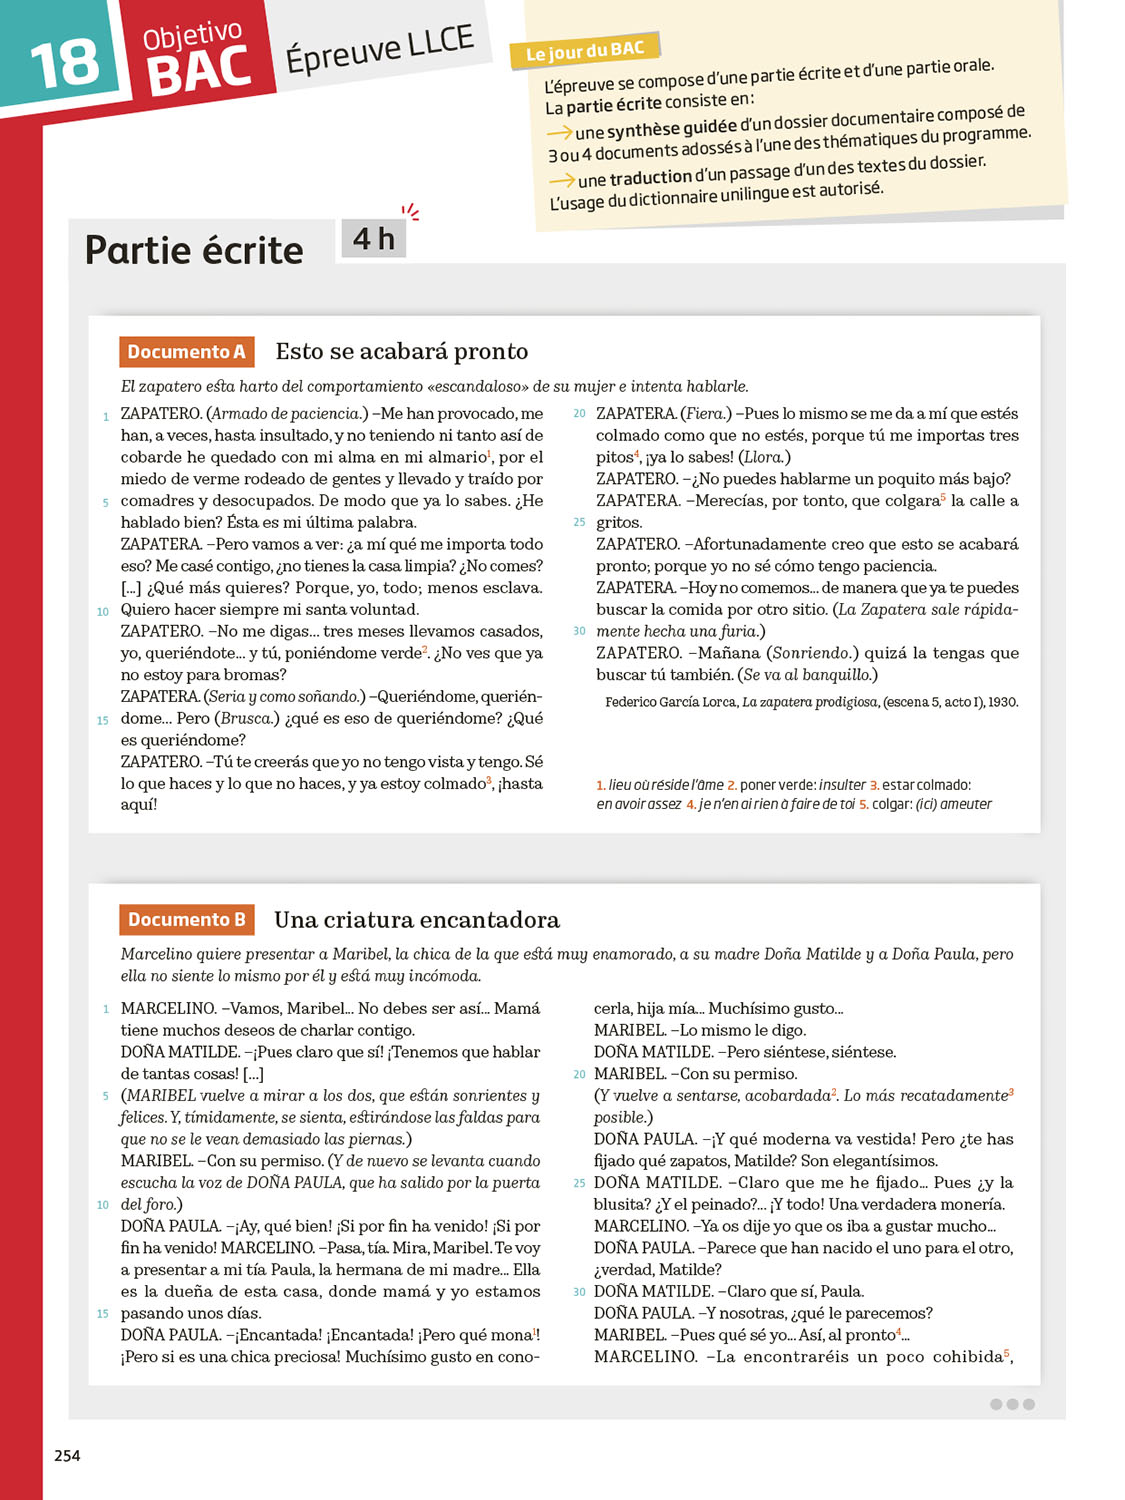 18
Objetivo
BAC
Épreuve LLCE
Le jour du BAC
L'épreuve se compose d'une partie écrite et d'une partie orale.
La partie écrite consiste en :
→ une synthèse guidée d'un dossier documentaire composé de
3 ou 4 documents adossés à l'une des thématiques du programme.
→ une traduction d'un passage d'un des textes du dossier.
L'usage du dictionnaire unilingue est autorisé.
Partie écrite
4 h
Documento A
Esto se acabará pronto
El zapatero esta harto del comportamiento «escandaloso» de su mujer e intenta hablarle.
1 ZAPATERO. (Armado de paciencia.) –Me han provocado, me
han, a veces, hasta insultado, y no teniendo ni tanto así de
cobarde he quedado con mi alma en mi almario1, por el
miedo de verme rodeado de gentes y llevado y traído por
5 comadres y desocupados. De modo que ya lo sabes. ¿He
hablado bien? Ésta es mi última palabra.
ZAPATERA. –Pero vamos a ver: ¿a mí qué me importa todo
eso? Me casé contigo, ¿no tienes la casa limpia? ¿No comes?
[...] ¿Qué más quieres? Porque, yo, todo; menos esclava.
10 Quiero hacer siempre mi santa voluntad.
ZAPATERO. –No me digas... tres meses llevamos casados,
yo, queriéndote... y tú, poniéndome verde2. ¿No ves que ya
no estoy para bromas?
ZAPATERA. (Seria y como soñando.) –Queriéndome, querién-
15 dome... Pero (Brusca.) ¿qué es eso de queriéndome? ¿Qué
es queriéndome?
ZAPATERO. –Tú te creerás que yo no tengo vista y tengo. Sé
lo que haces y lo que no haces, y ya estoy colmado3, ¡hasta
aquí!
20 ZAPATERA. (Fiera.) –Pues lo mismo se me da a mí que estés
colmado como que no estés, porque tú me importas tres
pitos4, ¡ya lo sabes! (Llora.)
ZAPATERO. –¿No puedes hablarme un poquito más bajo?
ZAPATERA. –Merecías, por tonto, que colgara5 la calle a
25 gritos.
ZAPATERO. –Afortunadamente creo que esto se acabará
pronto; porque yo no sé cómo tengo paciencia.
ZAPATERA. –Hoy no comemos... de manera que ya te puedes
buscar la comida por otro sitio. (La Zapatera sale rápida-
30 mente hecha una furia.)
ZAPATERO. –Mañana (Sonriendo.) quizá la tengas que
buscar tú también. (Se va al banquillo.)
Federico García Lorca, La zapatera prodigiosa, (escena 5, acto I), 1930.
1. lieu où réside l'âme 2. poner verde: insulter 3. estar colmado:
en avoir assez 4. je n'en ai rien à faire de toi 5. colgar: (ici) ameuter
Documento B
Una criatura encantadora
Marcelino quiere presentar a Maribel, la chica de la que está muy enamorado, a su madre Doña Matilde y a Doña Paula, pero
ella no siente lo mismo por él y está muy incómoda.
1 MARCELINO. –Vamos, Maribel... No debes ser así... Mamá
tiene muchos deseos de charlar contigo.
DOÑA MATILDE. –¡Pues claro que sí! ¡Tenemos que hablar
de tantas cosas! [...]
5 (MARIBEL vuelve a mirar a los dos, que están sonrientes y
felices. Y, tímidamente, se sienta, estirándose las faldas para
que no se le vean demasiado las piernas.)
MARIBEL. –Con su permiso. (Y de nuevo se levanta cuando
escucha la voz de DOÑA PAULA, que ha salido por la puerta
10 del foro.)
DOÑA PAULA. –¡Ay, qué bien! ¡Si por fin ha venido! ¡Si por
fin ha venido! MARCELINO. –Pasa, tía. Mira, Maribel. Te voy
a presentar a mi tía Paula, la hermana de mi madre... Ella
es la dueña de esta casa, donde mamá y yo estamos
15 pasando unos días.
DOÑA PAULA. –¡Encantada! ¡Encantada! ¡Pero qué mona1!
¡Pero si es una chica preciosa! Muchísimo gusto en cono-
cerla, hija mía... Muchísimo gusto...
MARIBEL. –Lo mismo le digo.
DOÑA MATILDE. –Pero siéntese, siéntese.
20 MARIBEL. –Con su permiso.
(Y vuelve a sentarse, acobardada2. Lo más recatadamente3
posible.)
DOÑA PAULA. –¡Y qué moderna va vestida! Pero ¿te has
fijado qué zapatos, Matilde? Son elegantísimos.
25 DOÑA MATILDE. –Claro que me he fijado... Pues ¿y la
blusita? ¿Y el peinado?... ¡Y todo! Una verdadera monería.
MARCELINO. –Ya os dije yo que os iba a gustar mucho...
DOÑA PAULA. –Parece que han nacido el uno para el otro,
¿verdad, Matilde?
30 DOÑA MATILDE. –Claro que sí, Paula.
DOÑA PAULA. –Y nosotras, ¿qué le parecemos?
MARIBEL. –Pues qué sé yo... Así, al pronto4...
MARCELINO. –La encontraréis un poco cohibida5,
254